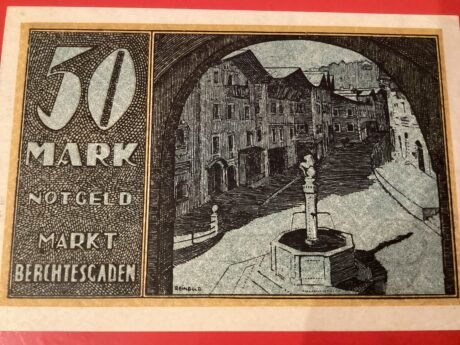 50
MARK
NOTGELD
MARKT
BERCHTESGADEN